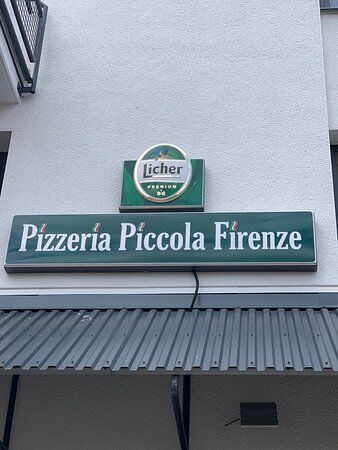 Licher
PREMIUM
Pizzeria Piccola Firenze